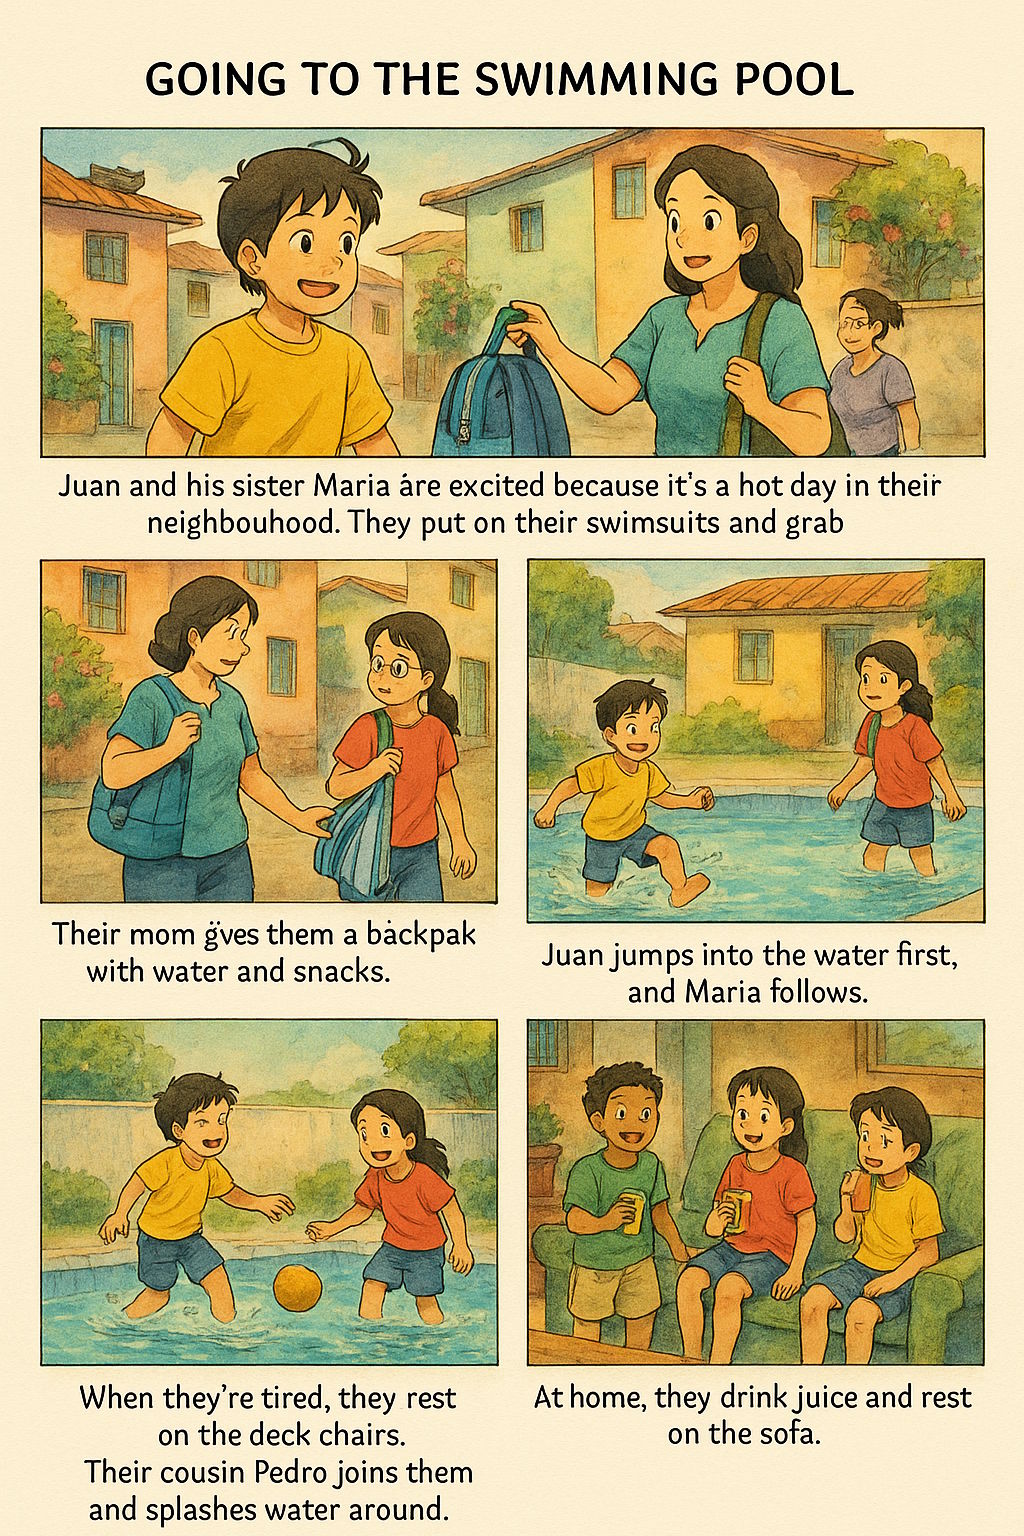 GOING TO THE SWIMMING POOL
Juan and his sister Maria áre excited because it's a hot day in their
neighbouhood. They put on their swimsuits and grab
Their mom g̈ves them a backpak
with water and snacks.
Juan jumps into the water first,
and Maria follows.
When they're tired, they rest
on the deck chairs.
Their cousin Pedro joins them
and splashes water around.
At home, they drink juice and rest
on the sofa.